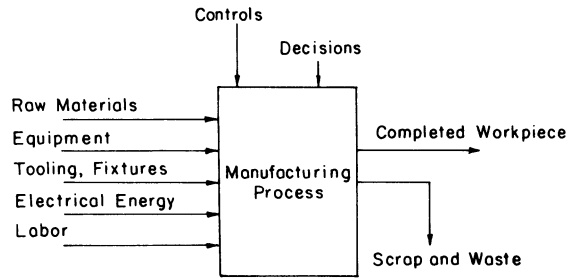 Controls
Decisions
Raw Materials
Equipment
Tooling, Fixtures
Electrical Energy
Labor
Manufacturing
Process
Completed Workpiece
Scrap and Waste